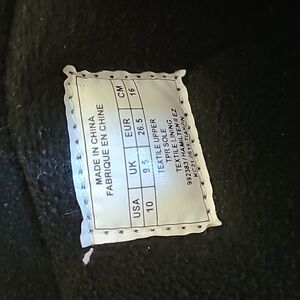 MADE IN CHINA
FABRIQUE EN CHINE
USA UK EUR CM
10 9.5 26.5 16
TEXTILE UPPER
TPR SOLE
TEXTILE LINING